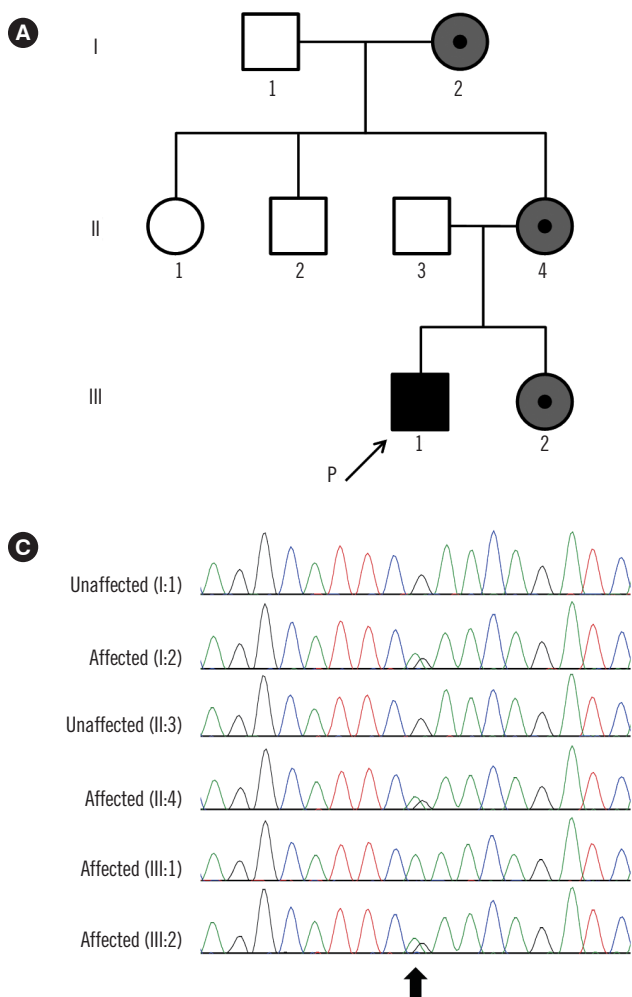 A
I
1
2
II
1
2
3
4
III
1
2
P
C
Unaffected (I:1)
Affected (I:2)
Unaffected (II:3)
Affected (II:4)
Affected (III:1)
Affected (III:2)